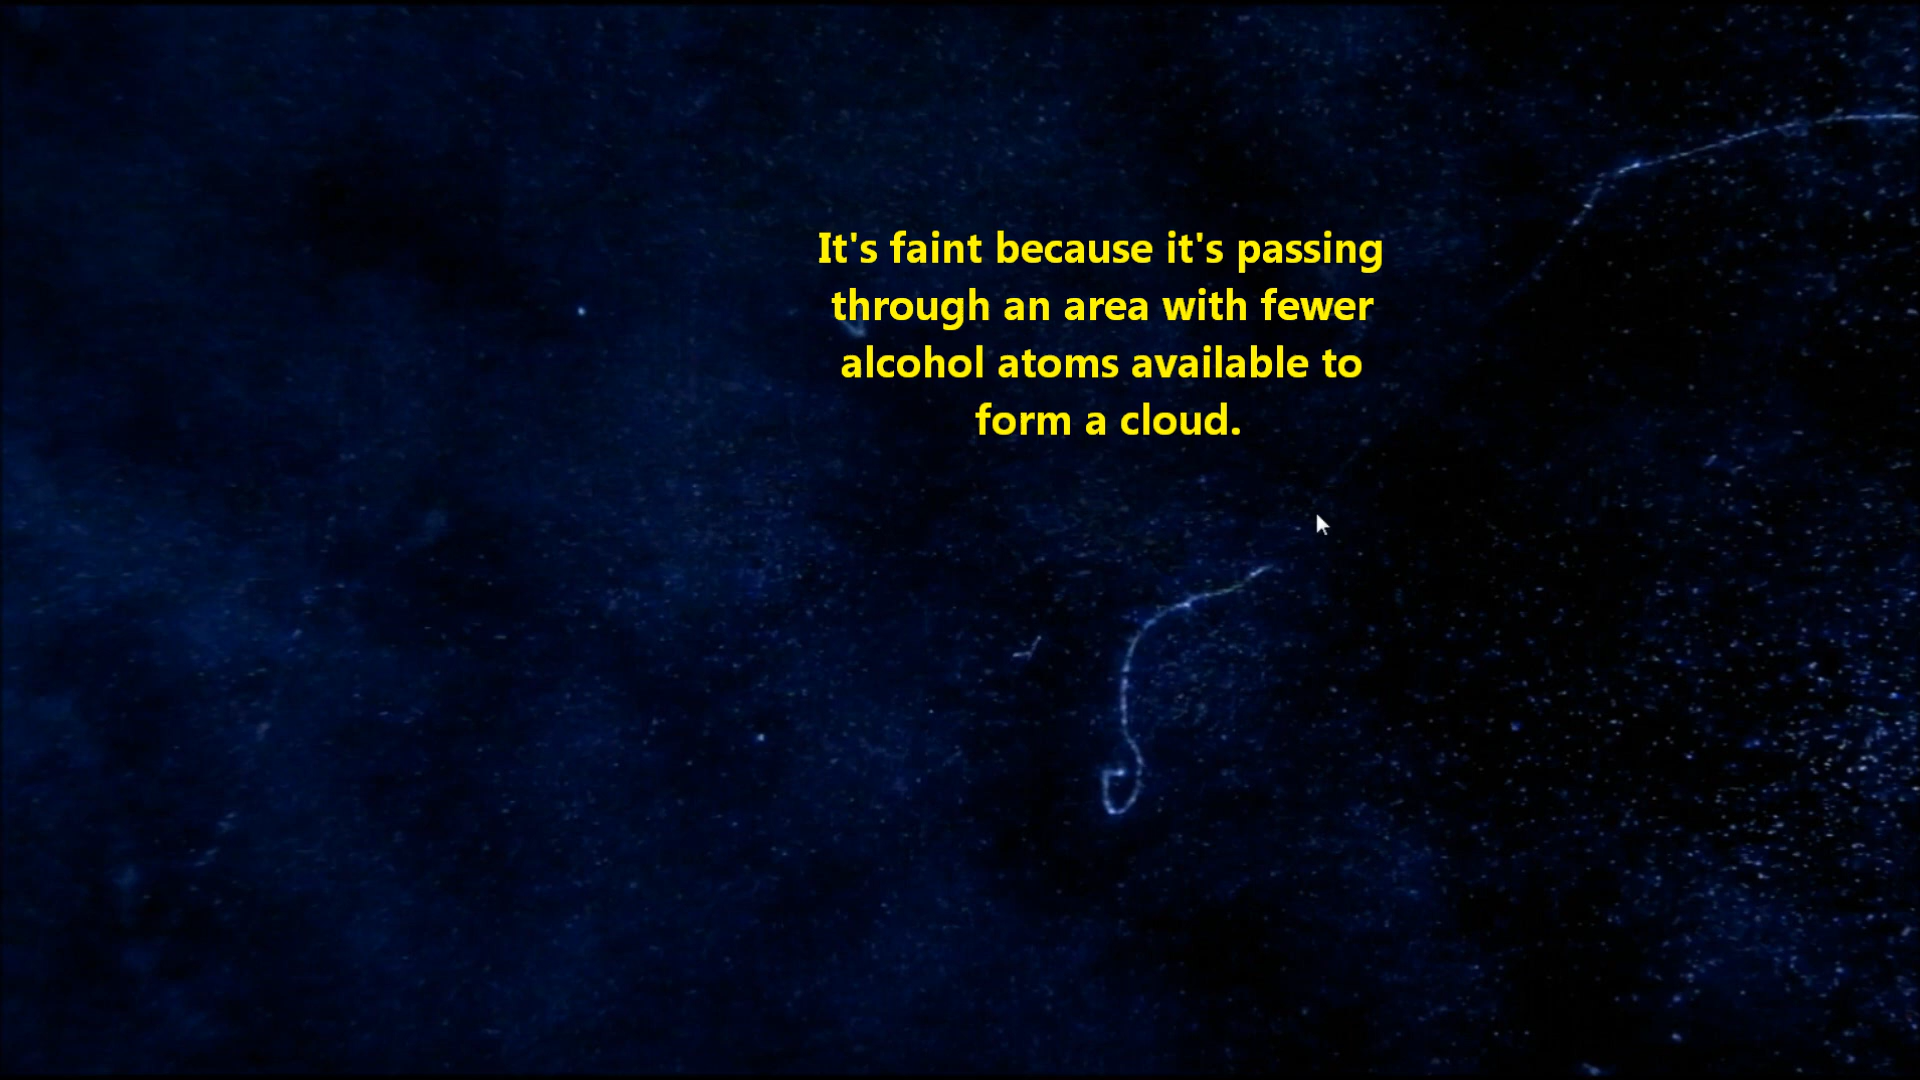 It's faint because it's passing
through an area with fewer
alcohol atoms available to
form a cloud.